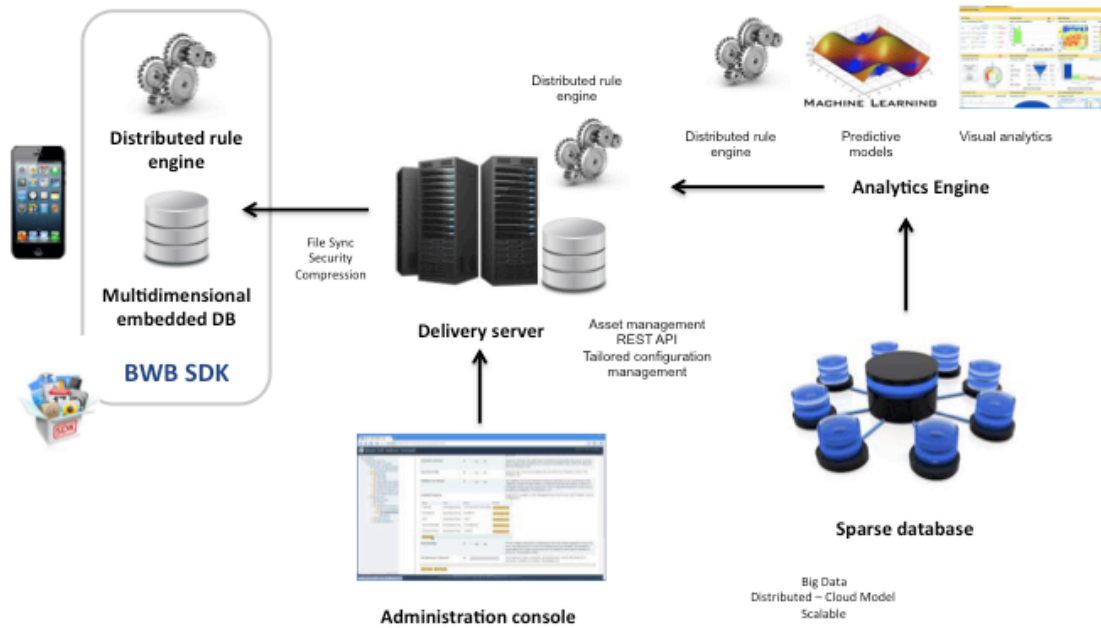 Distributed rule
engine
Multidimensional
embedded DB
BWB SDK
SDK
File Sync
Security
Compression
Distributed rule
engine
Delivery server
Asset management
REST API
Tailored configuration
management
Distributed rule
engine
MACHINE LEARNING
Predictive
models
Visual analytics
Analytics Engine
Sparse database
Big Data
Distributed – Cloud Model
Scalable
Administration console